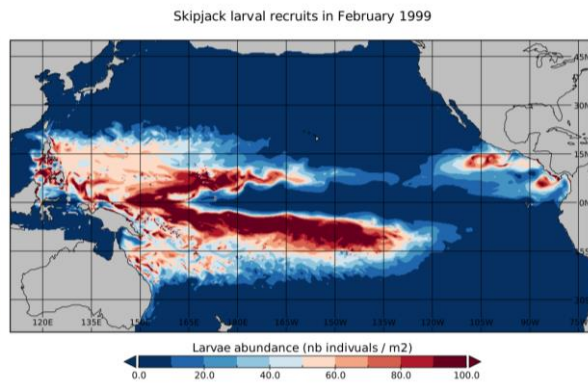 Skipjack larval recruits in February 1999
45N
30N
15N
0N
15S
120E 135E 150E 165E 180E 165W 150W 135W 120W 105W 90W 75W
Larvae abundance (nb indivuals / m2)
0.0 20.0 40.0 60.0 80.0 100.0